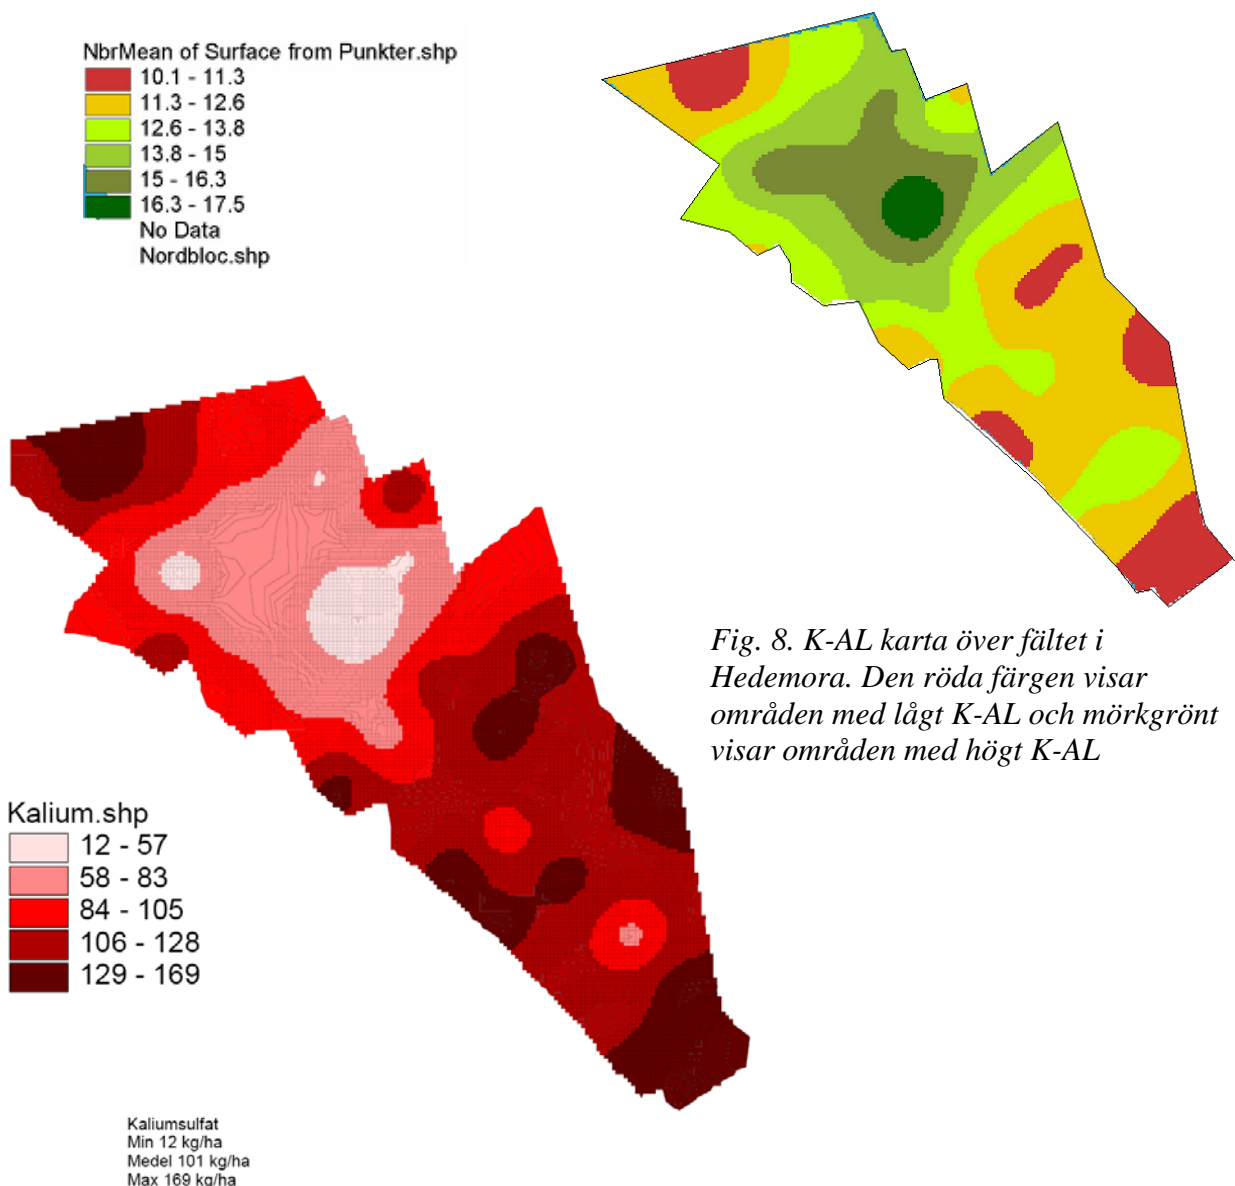 NbrMean of Surface from Punkter.shp
10.1 - 11.3
11.3 - 12.6
12.6 - 13.8
13.8 - 15
15 - 16.3
16.3 - 17.5
No Data
Nordbloc.shp
Fig. 8. K-AL karta över fältet i
Hedemora. Den röda färgen visar
områden med lågt K-AL och mörkgrönt
visar områden med högt K-AL
Kalium.shp
12 - 57
58 - 83
84 - 105
106 - 128
129 - 169
Kaliumsulfat
Min 12 kg/ha
Medel 101 kg/ha
Max 169 kg/ha